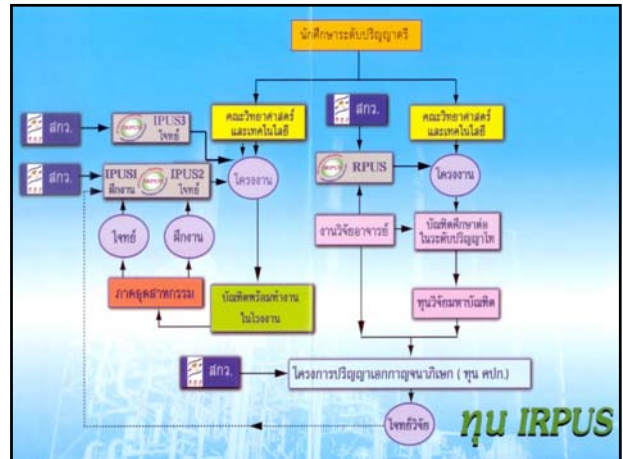 นักศึกษาระดับปริญญาตรี
สกว.
IPUS3
โจทย์
คณะวิทยาศาสตร์
และเทคโนโลยี
สกว.
คณะวิทยาศาสตร์
และเทคโนโลยี
สกว.
IPUS1
ฝึกงาน
IPUS2
โจทย์
โครงงาน
RPUS
โครงงาน
โจทย์
ฝึกงาน
งานวิจัยอาจารย์
บัณฑิตศึกษาต่อ
ในระดับปริญญาโท
ภาคอุตสาหกรรม
บัณฑิตพร้อมทำงาน
ในโรงงาน
ทุนวิจัยมหาบัณฑิต
สกว.
โครงการปริญญาเอกกาญจนาภิเษก ( ทุน คปก.)
โจทย์วิจัย
ทุน IRPUS